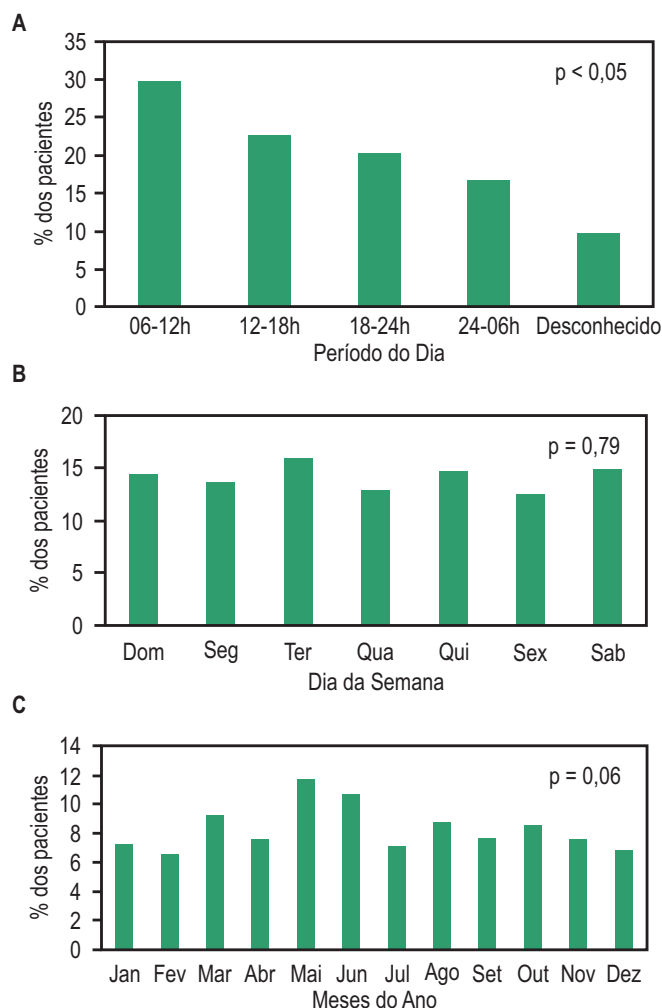 A
35
30
25
20
15
10
5
0
% dos pacientes
p < 0,05
06-12h 12-18h 18-24h 24-06h Desconhecido
Período do Dia
B
20
15
10
5
0
% dos pacientes
p = 0,79
Dom Seg Ter Qua Qui Sex Sab
Dia da Semana
C
14
12
10
8
6
4
2
0
% dos pacientes
p = 0,06
Jan Fev Mar Abr Mai Jun Jul Ago Set Out Nov Dez
Meses do Ano